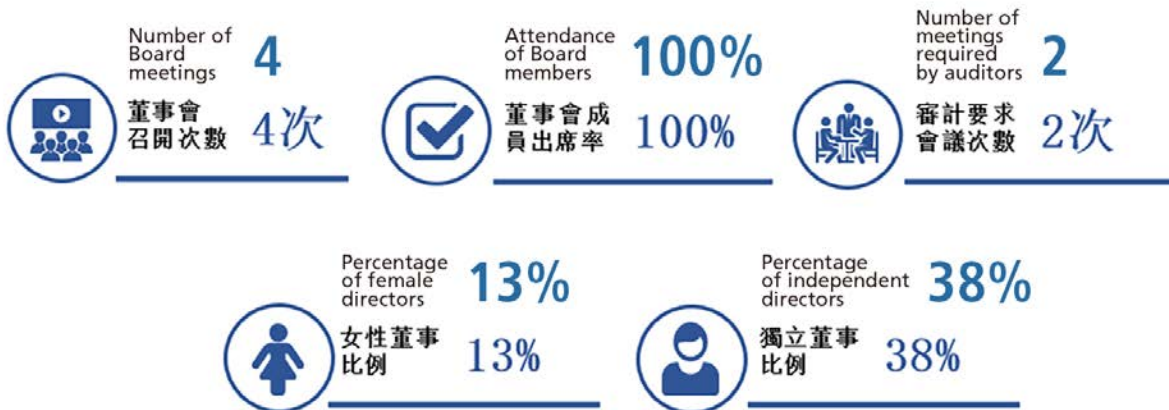 Number of
Board
meetings
4
董事會
召開次數
4次
Attendance
of Board
members
100%
董事會成
員出席率
100%
Number of
meetings
required
by auditors
2
審計要求
會議次數
2次
Percentage
of female
directors
13%
女性董事
比例
13%
Percentage
of independent
directors
38%
獨立董事
比例
38%